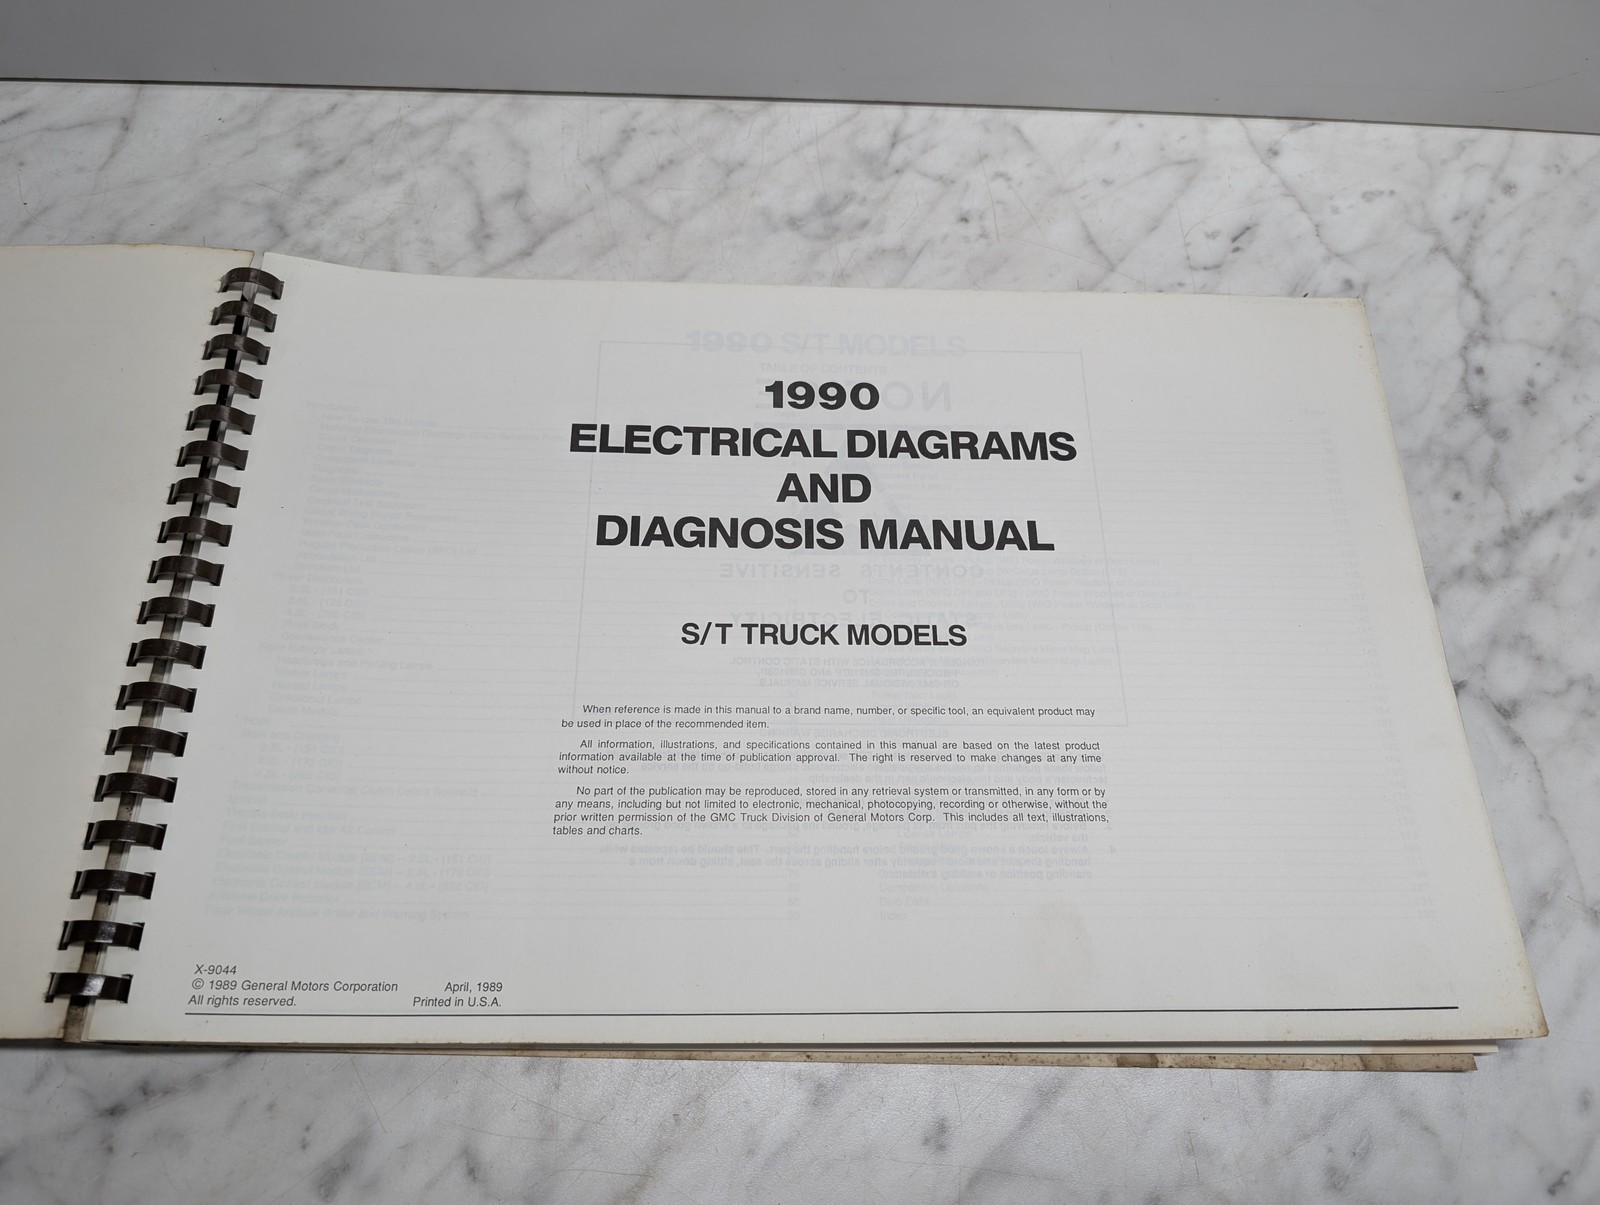 1990
ELECTRICAL DIAGRAMS
AND
DIAGNOSIS MANUAL
S/T TRUCK MODELS
When reference is made in this manual to a brand name, number, or specific tool, an equivalent product may
be used in place of the recommended item.
All information, illustrations, and specifications contained in this manual are based on the latest product
information available at the time of publication approval. The right is reserved to make changes at any time
without notice.
No part of the publication may be reproduced, stored in any retrieval system or transmitted, in any form or by
any means, including but not limited to electronic, mechanical, photocopying, recording or otherwise, without the
prior written permission of the GMC Truck Division of General Motors Corp. This includes all text, illustrations,
tables and charts.
X-9044
© 1989 General Motors Corporation April, 1989
All rights reserved. Printed in U.S.A.